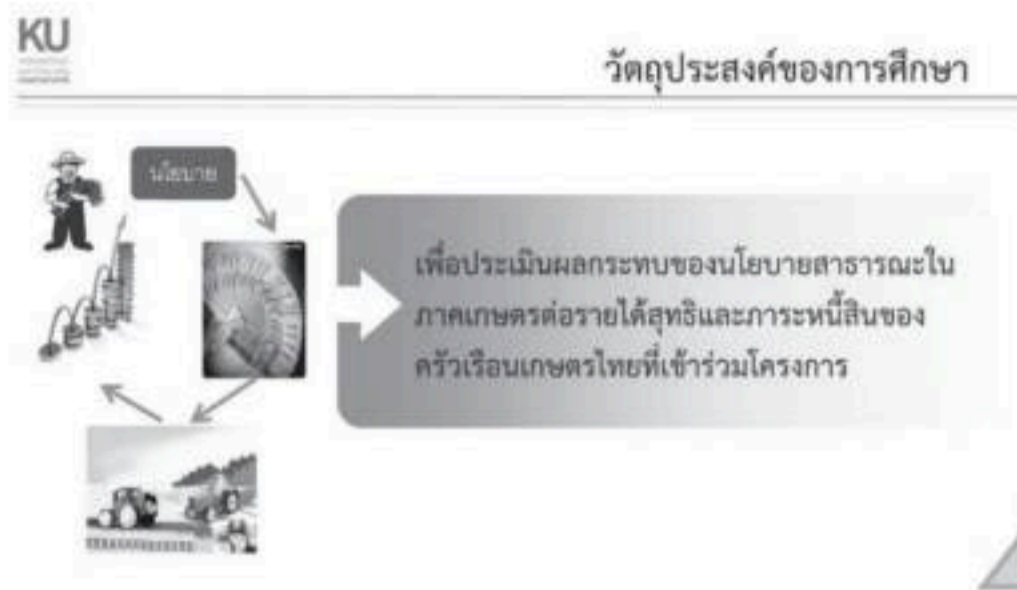 KU
วัตถุประสงค์ของการศึกษา
นโยบาย
เพื่อประเมินผลกระทบของนโยบายสาธารณะใน
ภาคเกษตรต่อรายได้สุทธิและภาระหนี้สินของ
ครัวเรือนเกษตรไทยที่เข้าร่วมโครงการ